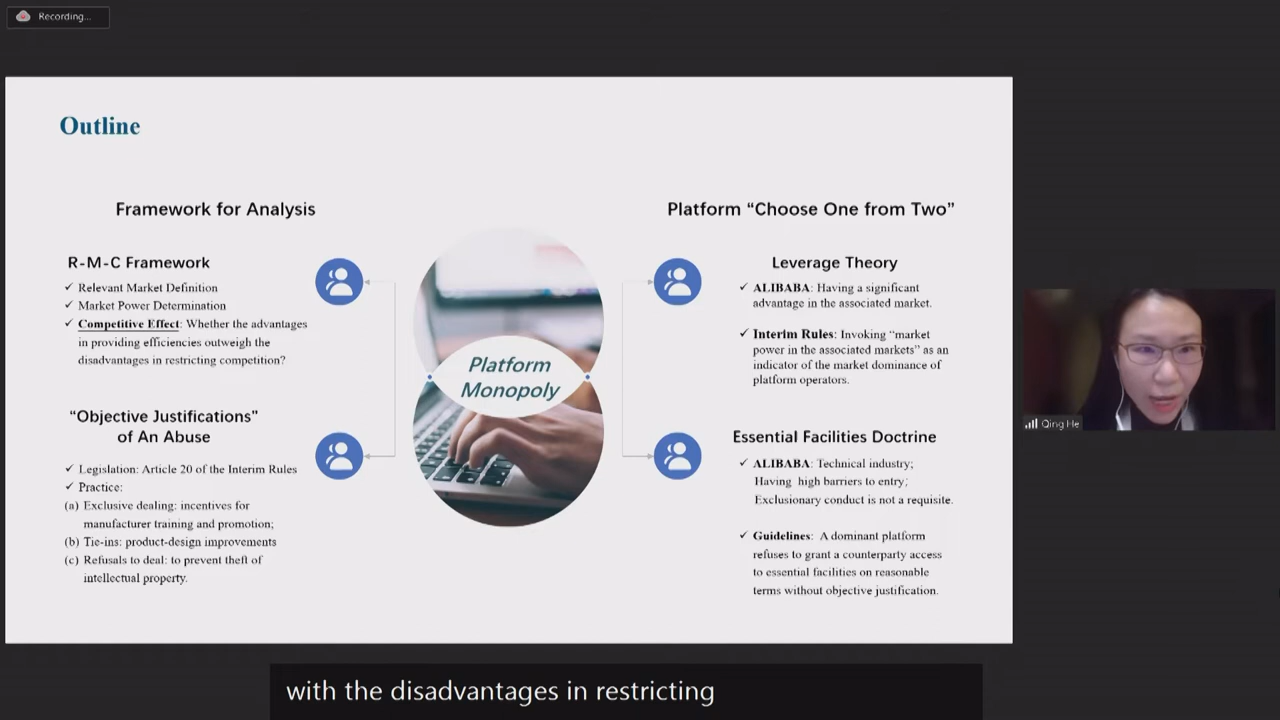 Recording...
Outline
Framework for Analysis
R-M-C Framework
✓ Relevant Market Definition
✓ Market Power Determination
✓ Competitive Effect: Whether the advantages
in providing efficiencies outweigh the
disadvantages in restricting competition?
“Objective Justifications”
of An Abuse
✓ Legislation: Article 20 of the Interim Rules
✓ Practice:
(a) Exclusive dealing: incentives for
manufacturer training and promotion;
(b) Tie-ins: product-design improvements
(c) Refusals to deal: to prevent theft of
intellectual property.
Platform
Monopoly
Platform “Choose One from Two”
Leverage Theory
✓ ALIBABA: Having a significant
advantage in the associated market.
✓ Interim Rules: Invoking “market
power in the associated markets” as an
indicator of the market dominance of
platform operators.
Essential Facilities Doctrine
✓ ALIBABA: Technical industry;
Having high barriers to entry;
Exclusionary conduct is not a requisite.
✓ Guidelines: A dominant platform
refuses to grant a counterparty access
to essential facilities on reasonable
terms without objective justification.
Qing He
with the disadvantages in restricting